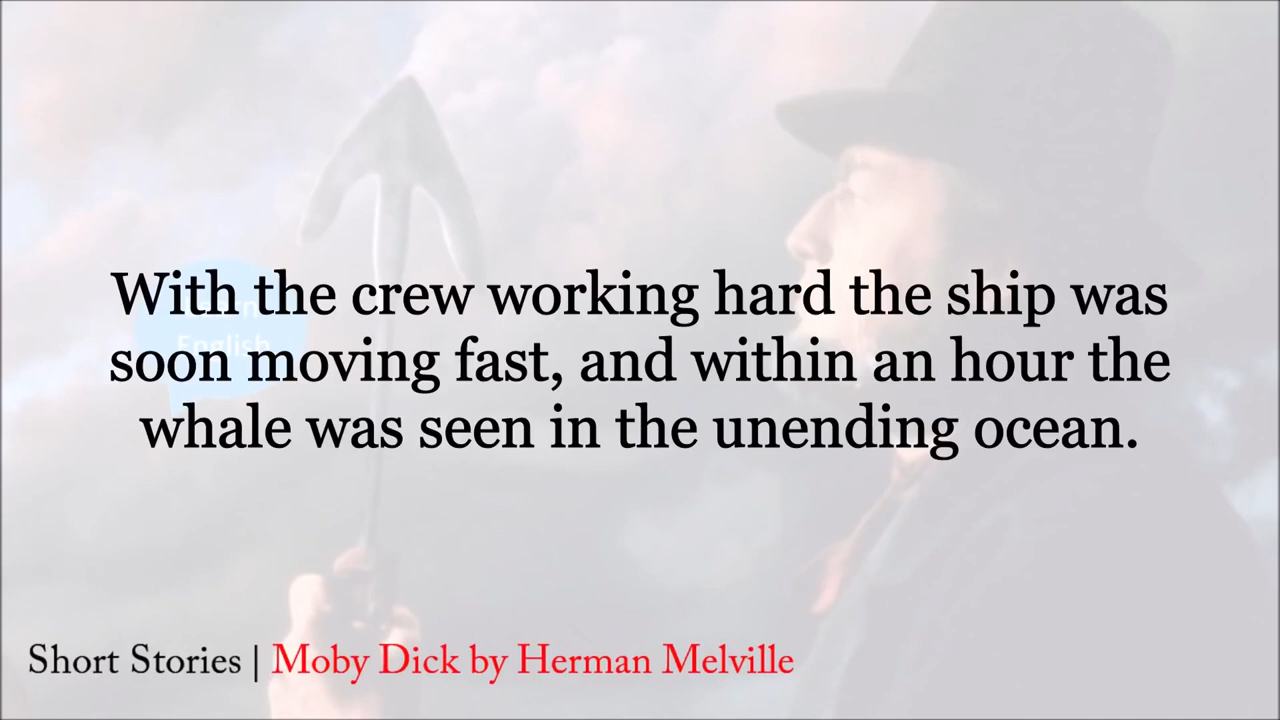 With the crew working hard the ship was
soon moving fast, and within an hour the
whale was seen in the unending ocean.
English
Short Stories | Moby Dick by Herman Melville